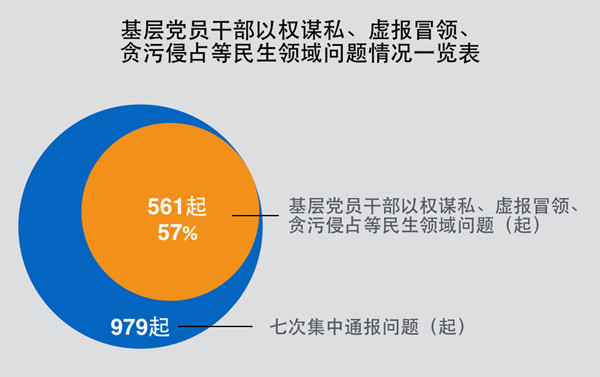 基层党员干部以权谋私、虚报冒领、
贪污侵占等民生领域问题情况一览表
561起
57%
基层党员干部以权谋私、虚报冒领、
贪污侵占等民生领域问题（起）
979起
七次集中通报问题（起）